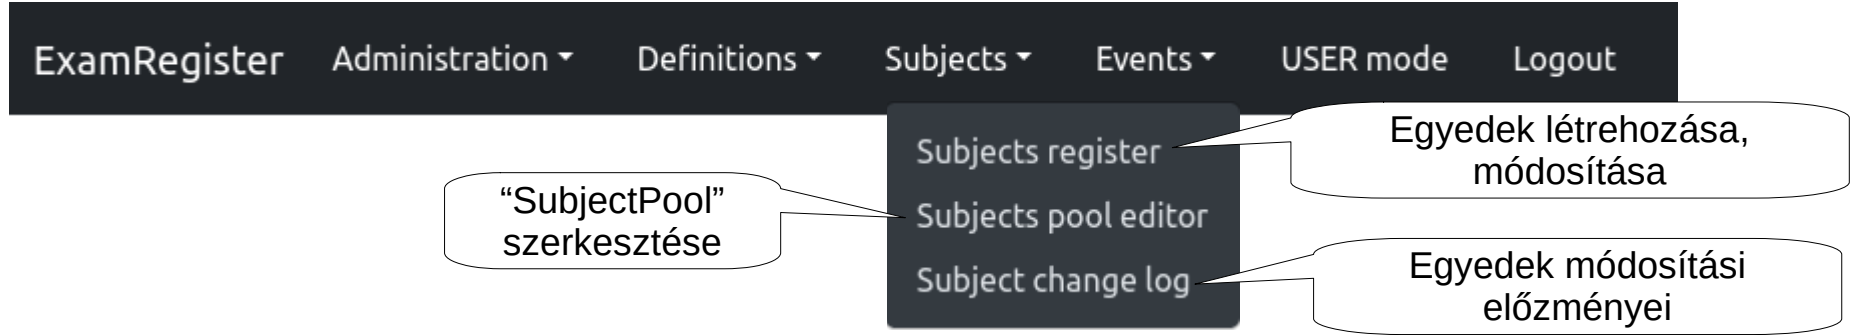 ExamRegister Administration Definitions Subjects Events USER mode Logout
Subjects register
Egyedek létrehozása,
módosítása
“SubjectPool”
szerkesztése
Subjects pool editor
Subject change log
Egyedek módosítási
előzményei